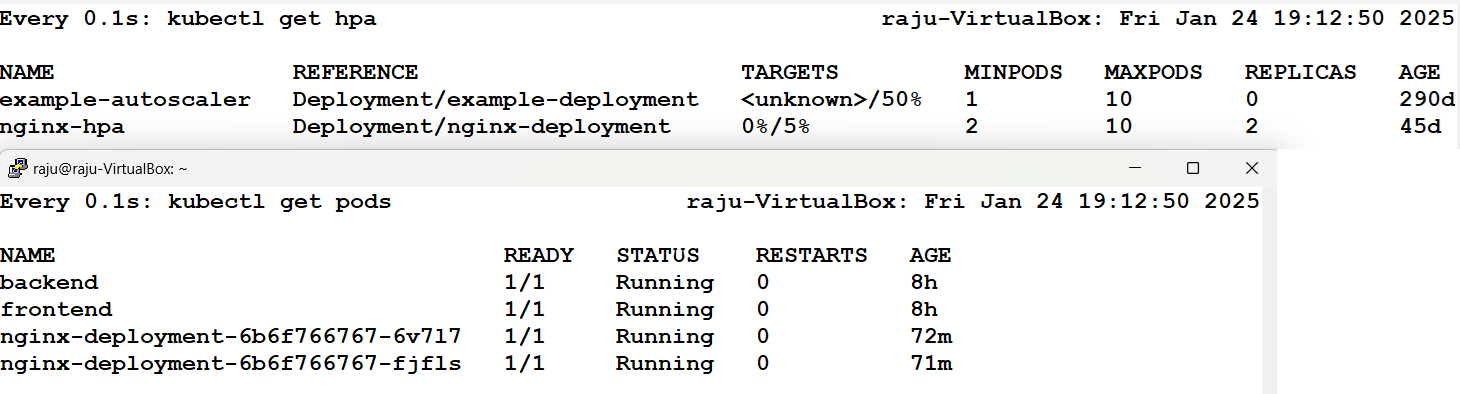 Every 0.1s: kubectl get hpa raju-VirtualBox: Fri Jan 24 19:12:50 2025
NAME REFERENCE TARGETS MINPODS MAXPODS REPLICAS AGE
example-autoscaler Deployment/example-deployment <unknown>/50% 1 10 0 290d
nginx-hpa Deployment/nginx-deployment 0%/5% 2 10 2 45d
raju@raju-VirtualBox: ~
Every 0.1s: kubectl get pods raju-VirtualBox: Fri Jan 24 19:12:50 2025
NAME READY STATUS RESTARTS AGE
backend 1/1 Running 0 8h
frontend 1/1 Running 0 8h
nginx-deployment-6b6f766767-6v7l7 1/1 Running 0 72m
nginx-deployment-6b6f766767-fjfls 1/1 Running 0 71m